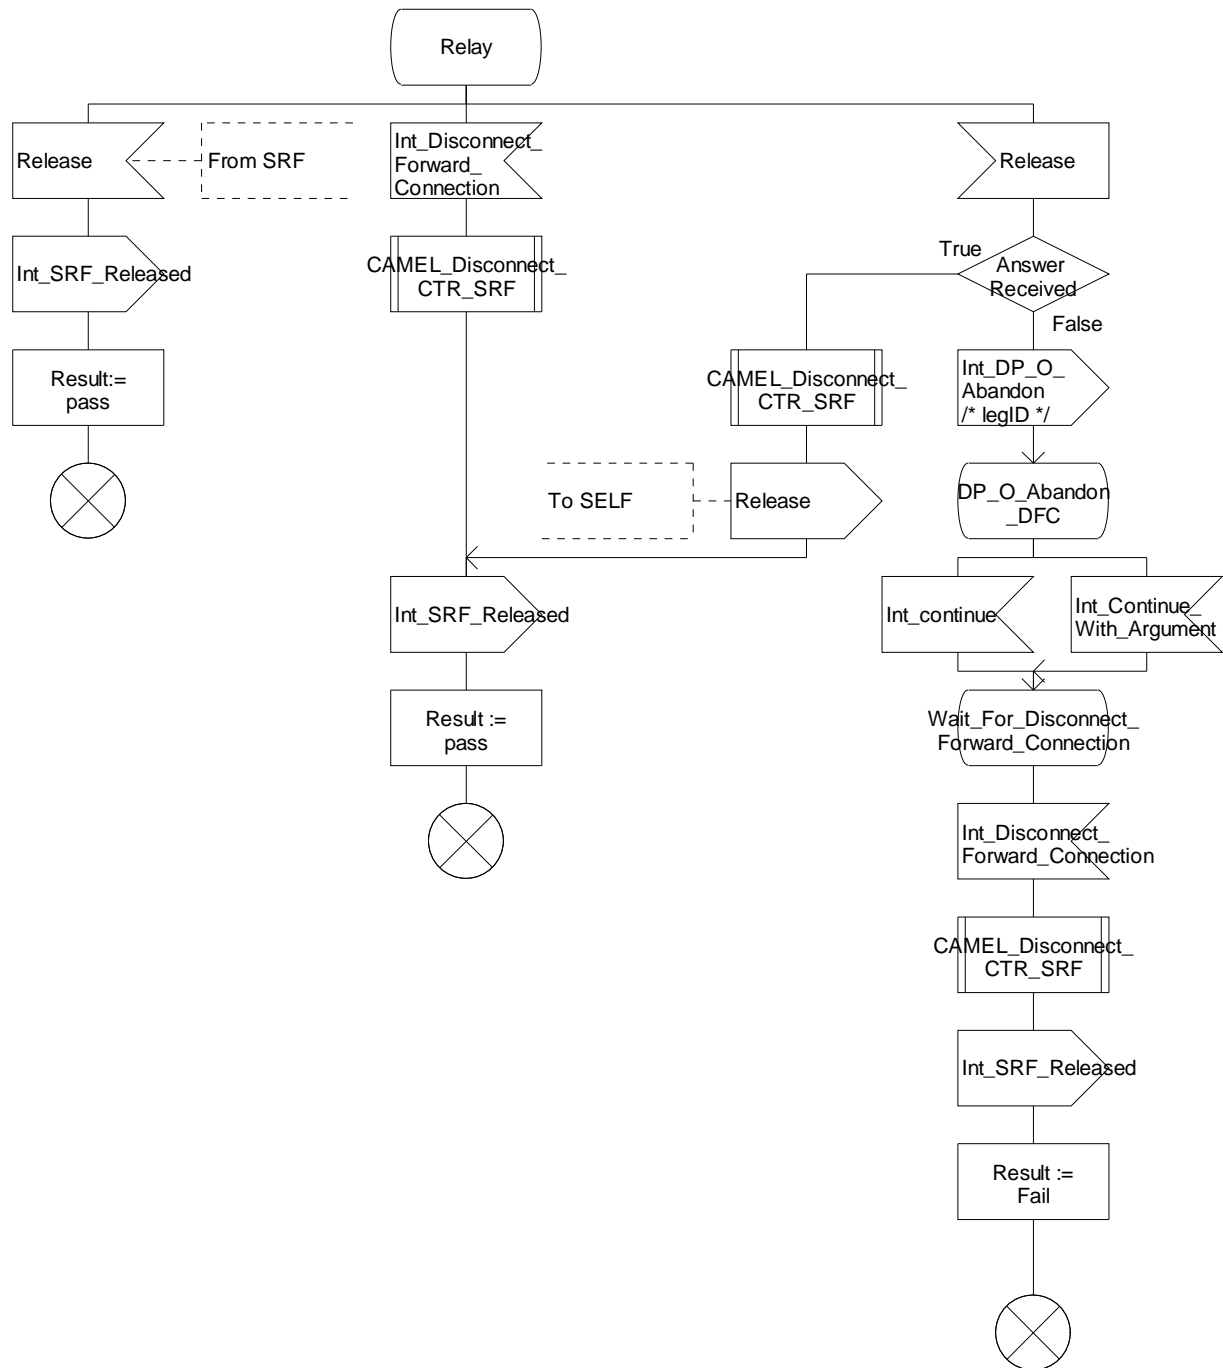 Relay
Release
From SRF
Int_Disconnect_
Forward_
Connection
Release
Int_SRF_Released
CAMEL_Disconnect_
CTR_SRF
True
Answer
Received
False
Result:=
pass
CAMEL_Disconnect_
CTR_SRF
Int_DP_O_
Abandon
/* legID */
To SELF
Release
DP_O_Abandon
_DFC
Int_SRF_Released
Int_continue
Int_Continue_
With_Argument
Result :=
pass
Wait_For_Disconnect_
Forward_Connection
Int_Disconnect_
Forward_Connection
CAMEL_Disconnect_
CTR_SRF
Int_SRF_Released
Result :=
Fail